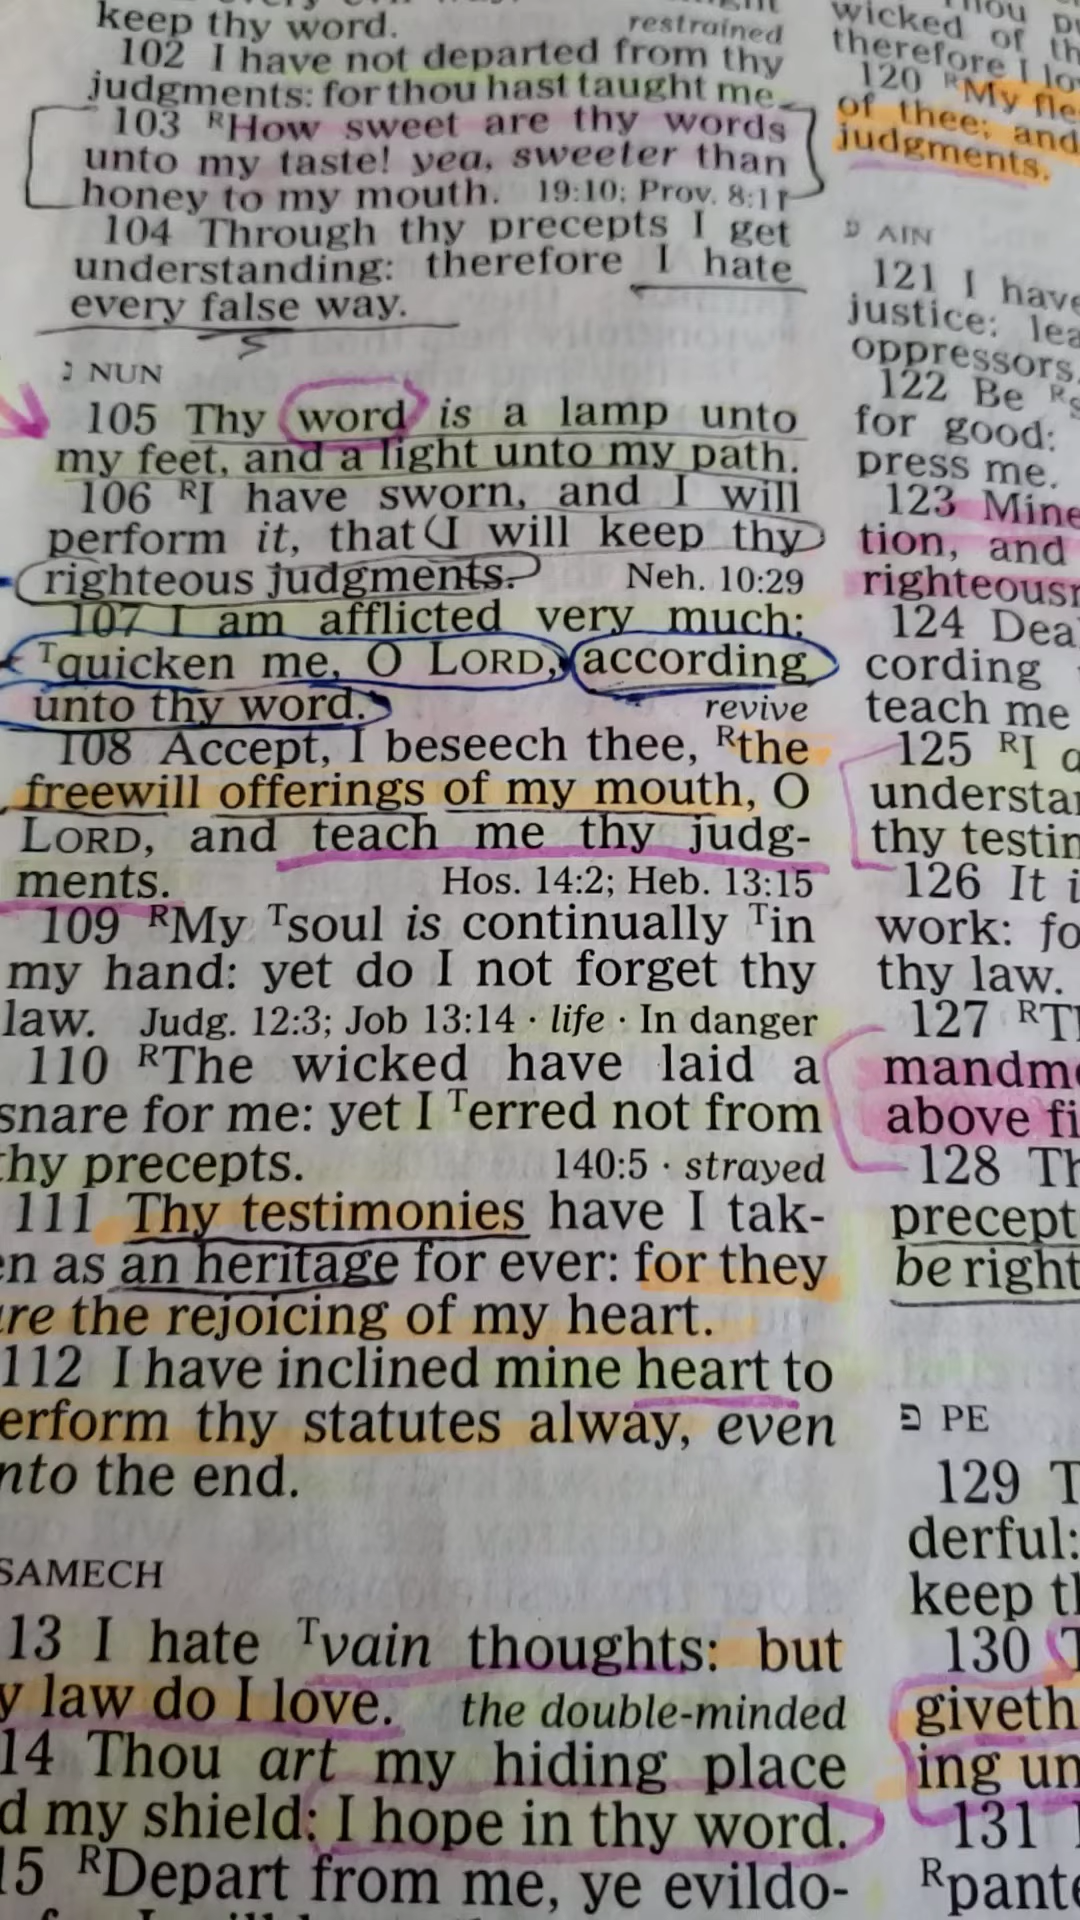 keep thy word. restrained
102 I have not departed from thy
judgments: for thou hast taught me.
103 ᴿHow sweet are thy words
unto my taste! yea, sweeter than
honey to my mouth. 19:10; Prov. 8:11
104 Through thy precepts I get
understanding: therefore I hate
every false way.
נ NUN
105 Thy word is a lamp unto
my feet, and a light unto my path.
106 ᴿI have sworn, and I will
perform it, that I will keep thy
righteous judgments. Neh. 10:29
107 I am afflicted very much:
ᵀquicken me, O LORD, according
unto thy word. revive
108 Accept, I beseech thee, ᴿthe
freewill offerings of my mouth, O
LORD, and teach me thy judg-
ments. Hos. 14:2; Heb. 13:15
109 ᴿMy ᵀsoul is continually ᵀin
my hand: yet do I not forget thy
law. Judg. 12:3; Job 13:14 · life · In danger
110 ᴿThe wicked have laid a
snare for me: yet I ᵀerred not from
thy precepts. 140:5 · strayed
111 Thy testimonies have I tak-
en as an heritage for ever: for they
are the rejoicing of my heart.
112 I have inclined mine heart to
erform thy statutes alway, even
nto the end.
SAMECH
13 I hate ᵀvain thoughts: but
y law do I love. the double-minded
14 Thou art my hiding place
d my shield: I hope in thy word.
15 ᴿDepart from me, ye evildo-
wicked of th
therefore I lo
120 ᴿMy fle
of thee; and
judgments.
ע AIN
121 I have
justice: lea
oppressors.
122 Be ᴿs
for good:
press me.
123 Mine
tion, and
righteousn
124 Dea
cording
teach me
125 ᴿI a
understa
thy testim
126 It i
work: fo
thy law.
127 ᴿTh
mandme
above fi
128 Th
precept
be right
פ PE
129 T
derful:
keep th
130 T
giveth
ing un
131 I
ᴿpante